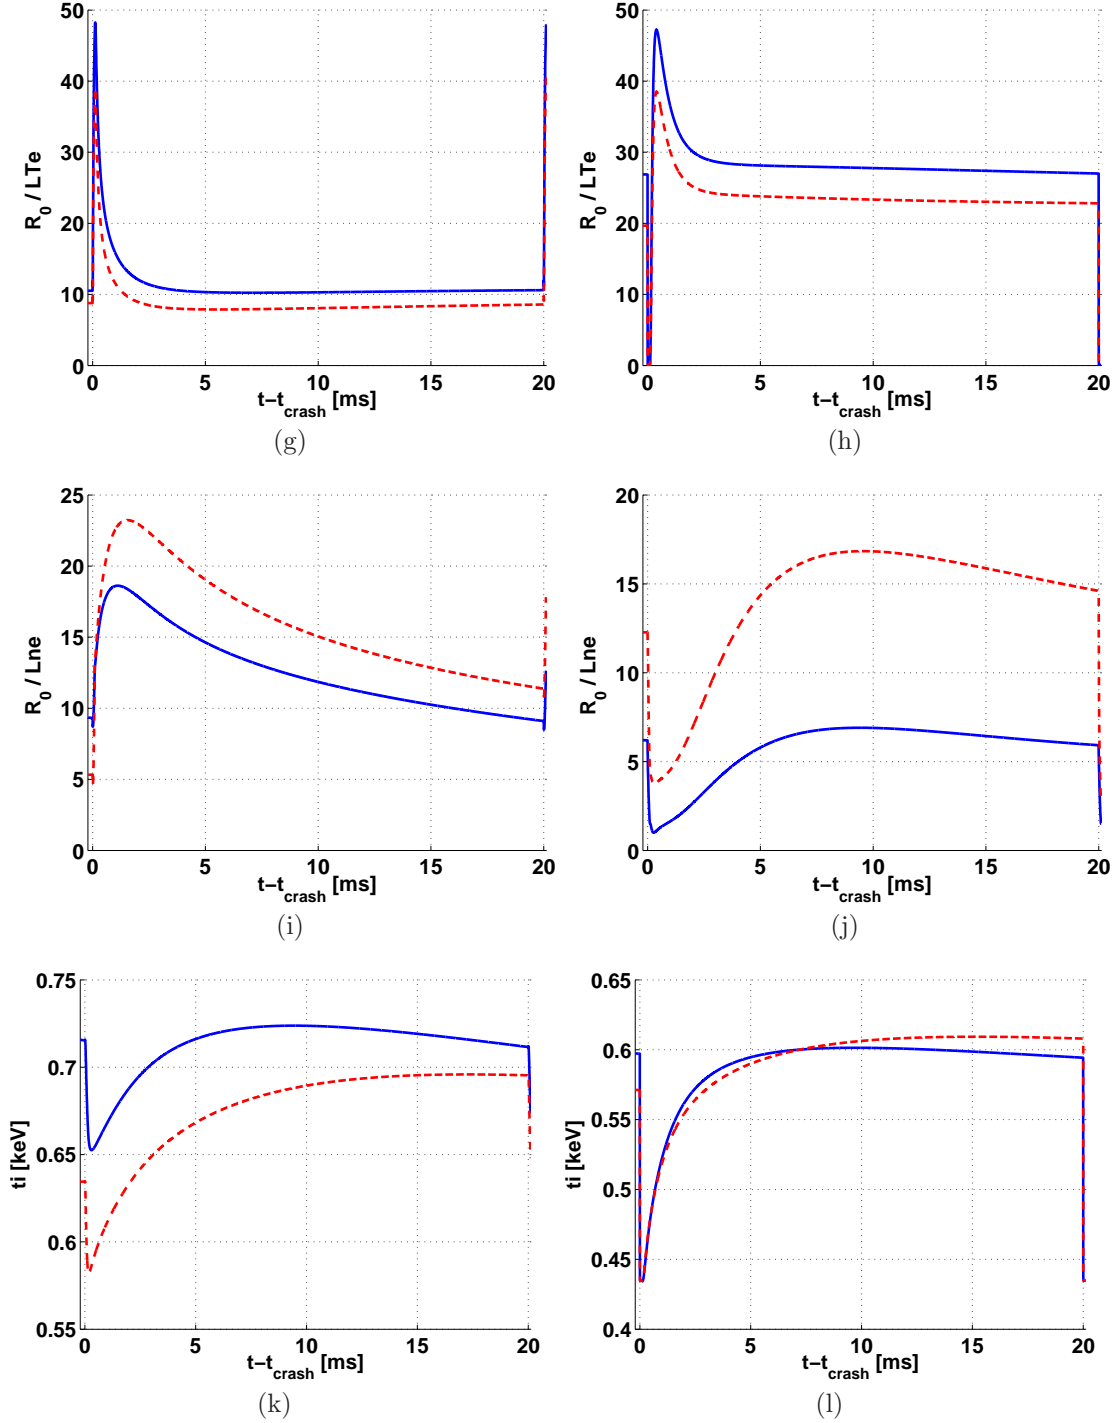 50
40
30
20
10
0
R0 / LTe
0 5 10 15 20
t−tcrash [ms]
(g)
50
40
30
20
10
0
R0 / LTe
0 5 10 15 20
t−tcrash [ms]
(h)
25
20
15
10
5
0
R0 / Lne
0 5 10 15 20
t−tcrash [ms]
(i)
20
15
10
5
0
R0 / Lne
0 5 10 15 20
t−tcrash [ms]
(j)
0.75
0.7
0.65
0.6
0.55
ti [keV]
0 5 10 15 20
t−tcrash [ms]
(k)
0.65
0.6
0.55
0.5
0.45
0.4
ti [keV]
0 5 10 15 20
t−tcrash [ms]
(l)